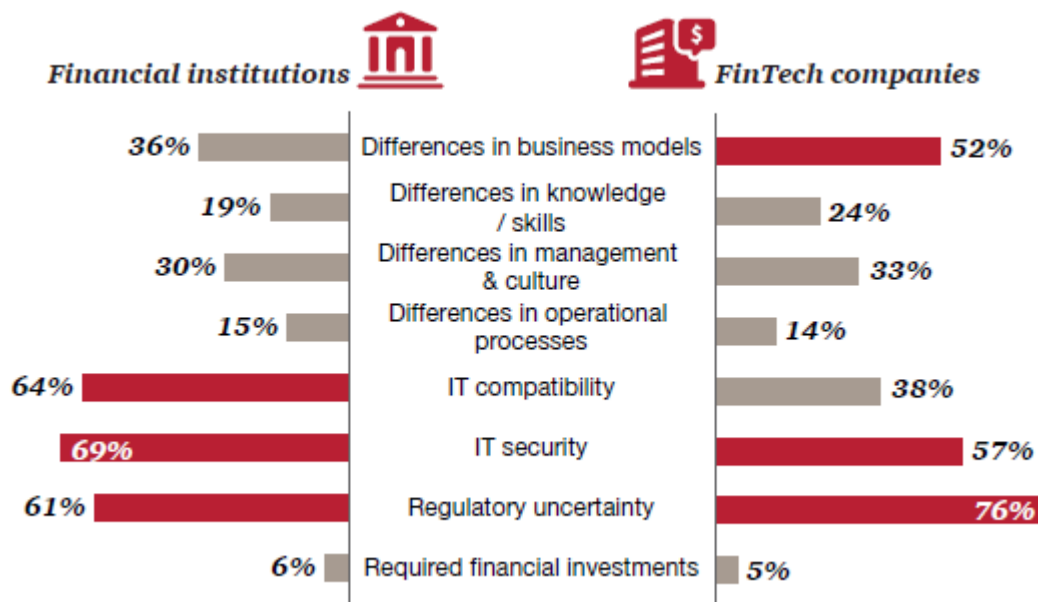 $
Financial institutions
FinTech companies
36%
Differences in business models
52%
19%
Differences in knowledge
/ skills
24%
30%
Differences in management
& culture
33%
15%
Differences in operational
processes
14%
64%
IT compatibility
38%
69%
IT security
57%
61%
Regulatory uncertainty
76%
6%
Required financial investments
5%